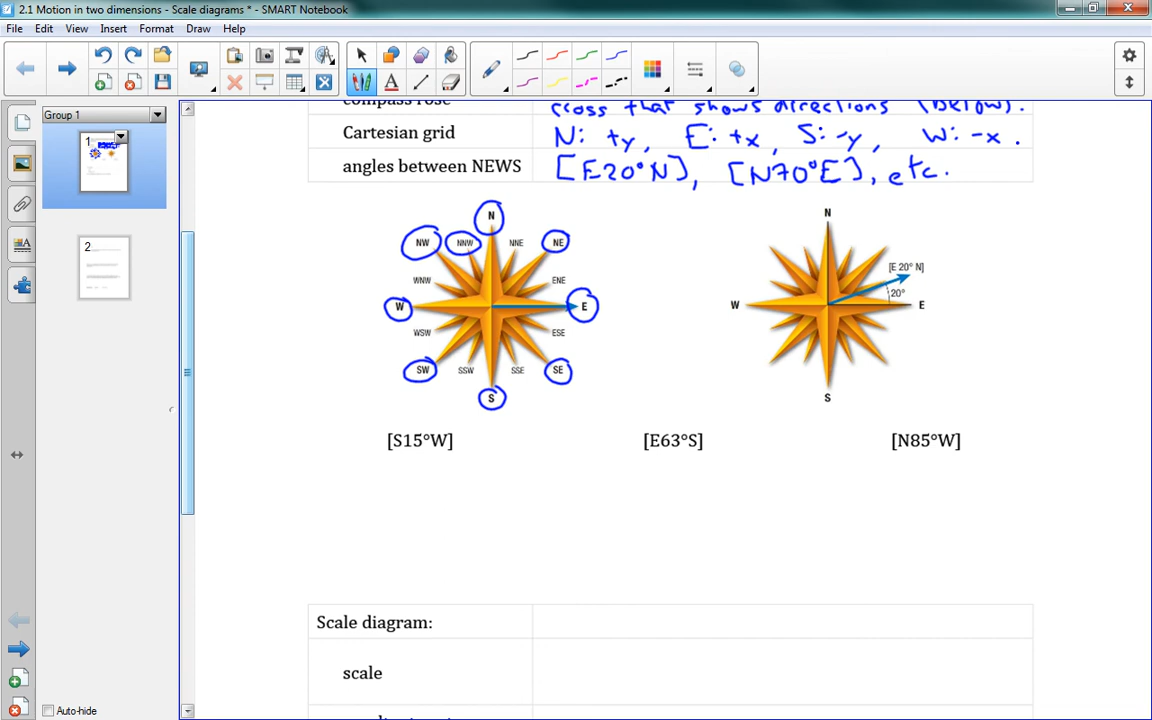 2.1 Motion in two dimensions - Scale diagrams * - SMART Notebook
File Edit View Insert Format Draw Help
Group 1
1
2
compass rose
cross that shows directions (below).
Cartesian grid
N: +y, E: +x, S: -y, W: -x.
angles between NEWS
[E20°N], [N70°E], etc.
N
NW NNW NNE NE
WNW ENE
W E
WSW ESE
SW SSW SSE SE
S
N
[E 20° N]
20°
W E
S
[S15°W] [E63°S] [N85°W]
Scale diagram:
scale
Auto-hide